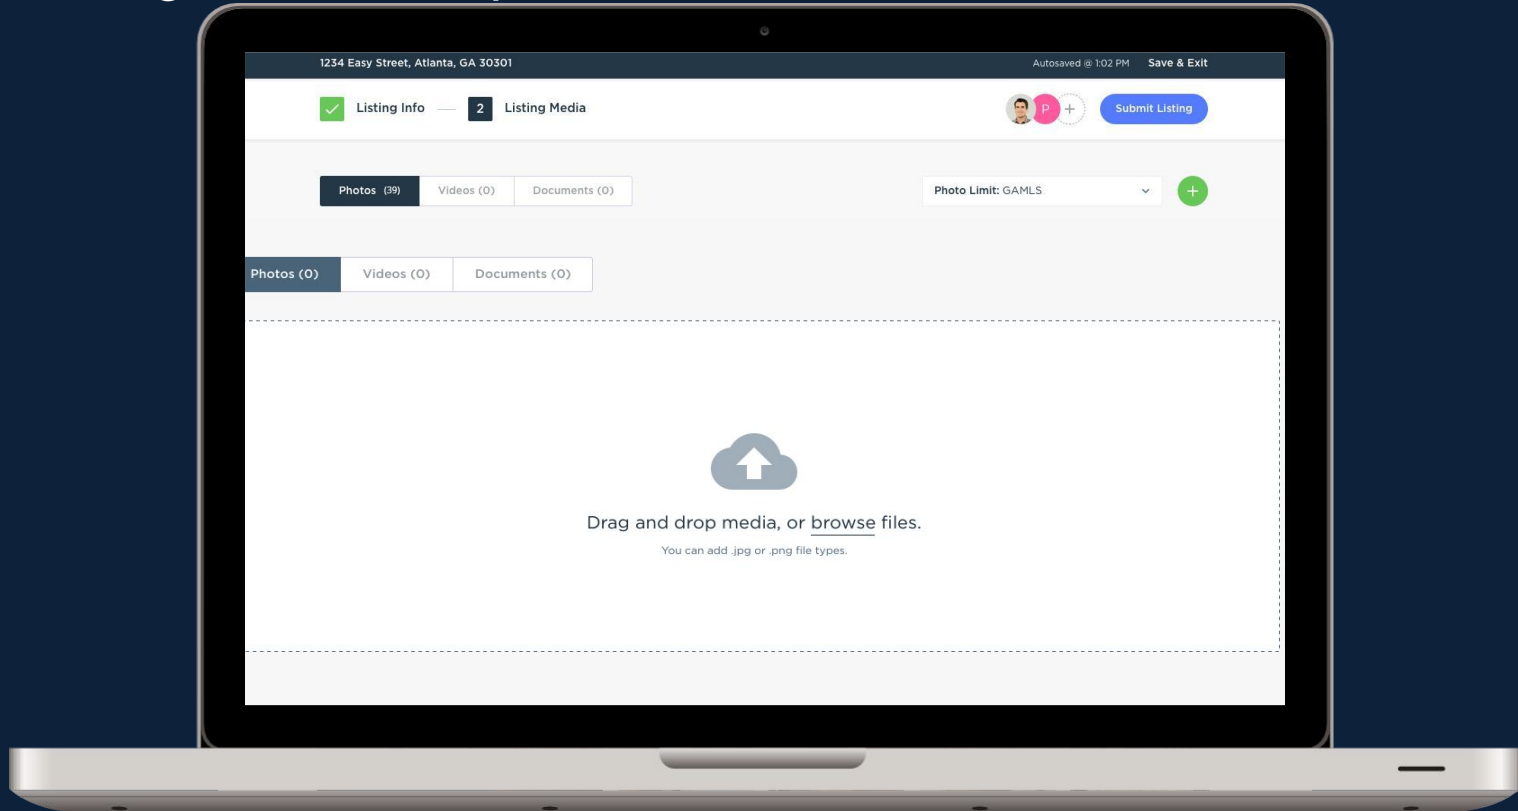 1234 Easy Street, Atlanta, GA 30301 Autosaved @ 1:02 PM Save & Exit
Listing Info 2 Listing Media P + Submit Listing
Photos (39) Videos (0) Documents (0) Photo Limit: GAMLS +
Photos (0) Videos (0) Documents (0)
Drag and drop media, or browse files.
You can add .jpg or .png file types.